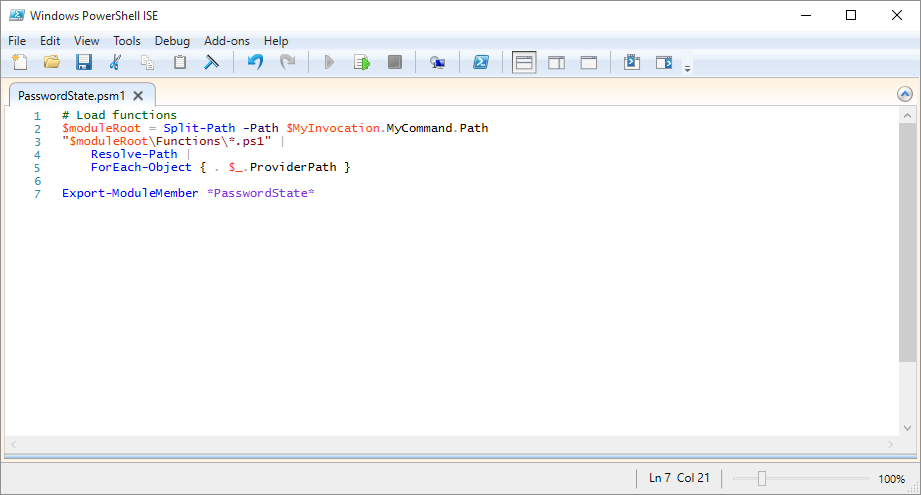 Windows PowerShell ISE
File Edit View Tools Debug Add-ons Help
PasswordState.psm1
1 # Load functions
2 $moduleRoot = Split-Path -Path $MyInvocation.MyCommand.Path
3 "$moduleRoot\Functions\*.ps1" |
4     Resolve-Path |
5     ForEach-Object { . $_.ProviderPath }
6
7 Export-ModuleMember *PasswordState*
Ln 7 Col 21
100%